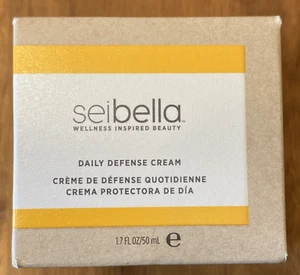 seibella™
WELLNESS INSPIRED BEAUTY
DAILY DEFENSE CREAM
CRÈME DE DÉFENSE QUOTIDIENNE
CREMA PROTECTORA DE DÍA
1.7 FL OZ/50 mL ℮